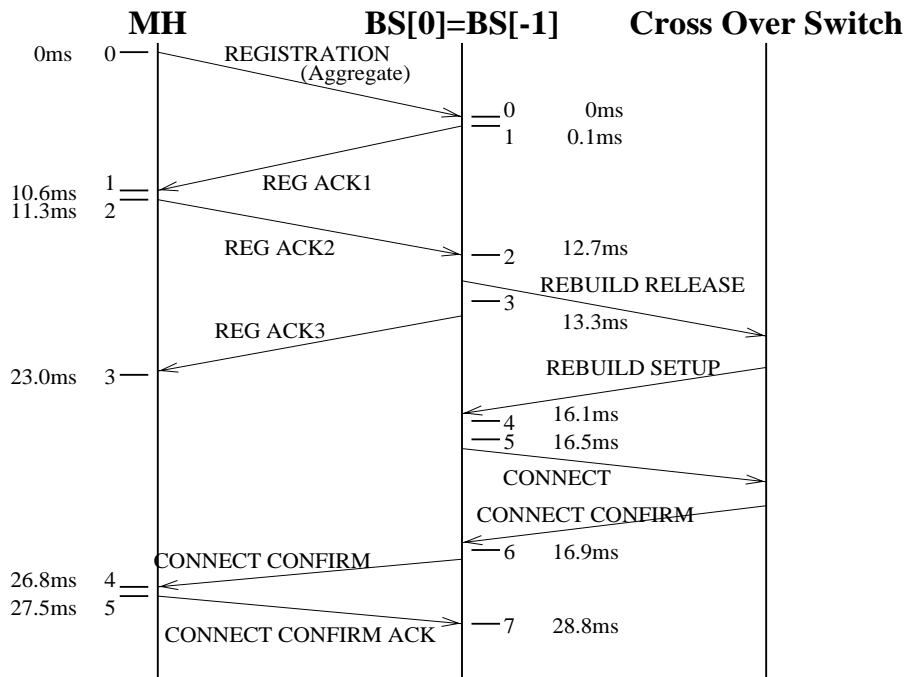 MH BS[0]=BS[-1] Cross Over Switch
0ms 0 REGISTRATION
(Aggregate)
0 0ms
1 0.1ms
10.6ms 1 REG ACK1
11.3ms 2
REG ACK2 2 12.7ms
REBUILD RELEASE
3 13.3ms
REG ACK3
23.0ms 3 REBUILD SETUP
4 16.1ms
5 16.5ms
CONNECT
CONNECT CONFIRM
CONNECT CONFIRM 6 16.9ms
26.8ms 4
27.5ms 5
CONNECT CONFIRM ACK 7 28.8ms